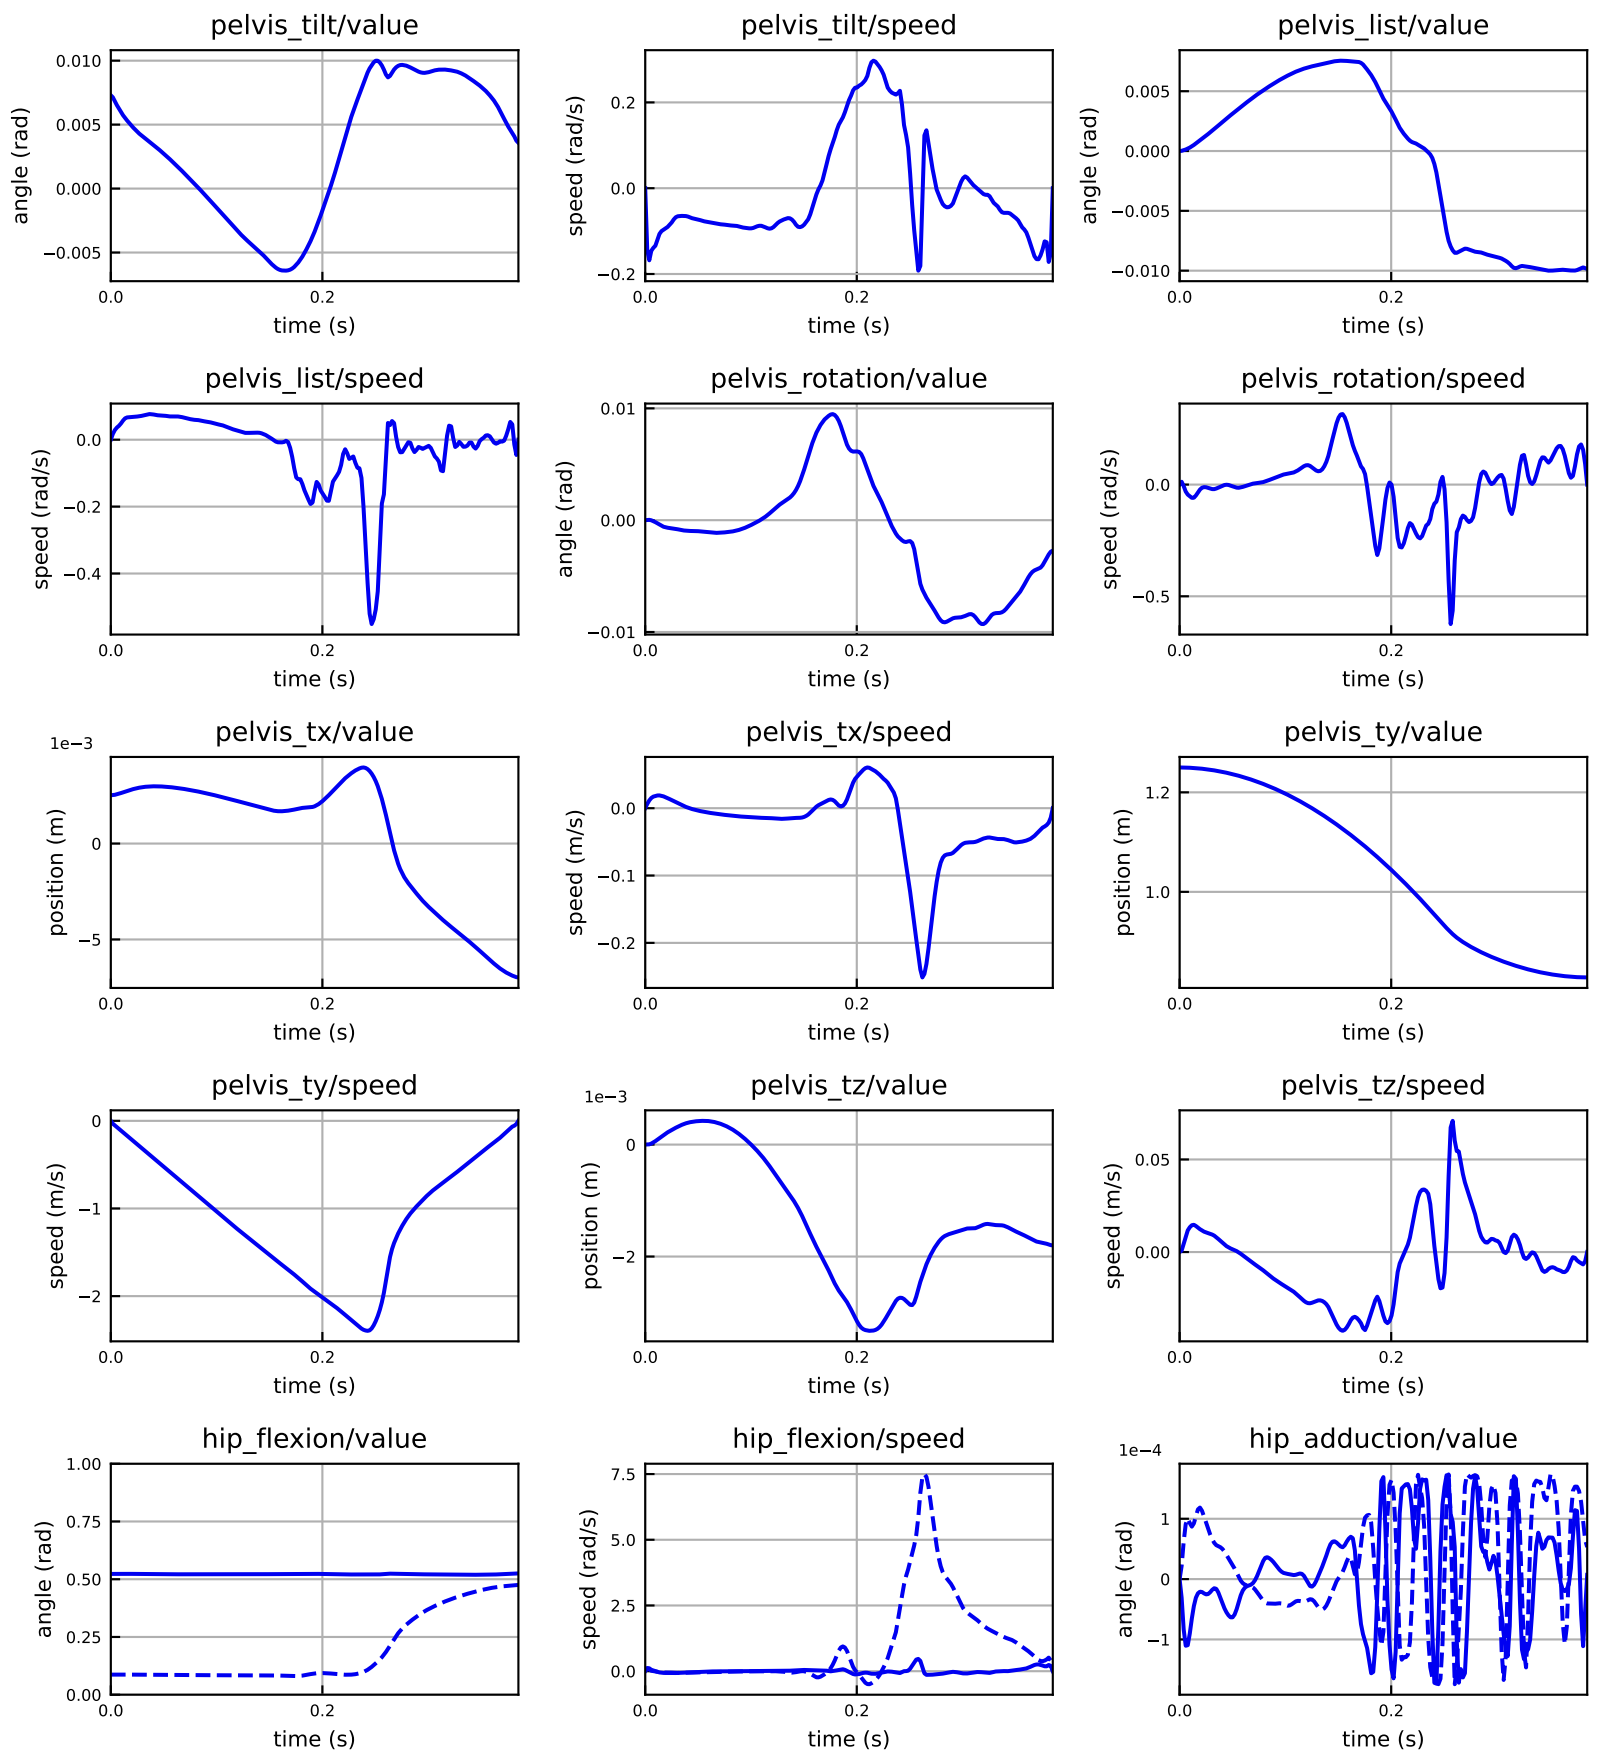 pelvis_tilt/value
angle (rad)
0.010
0.005
0.000
−0.005
0.0
0.2
time (s)
pelvis_tilt/speed
speed (rad/s)
0.2
0.0
−0.2
0.0
0.2
time (s)
pelvis_list/value
angle (rad)
0.005
0.000
−0.005
−0.010
0.0
0.2
time (s)
pelvis_list/speed
speed (rad/s)
0.0
−0.2
−0.4
0.0
0.2
time (s)
pelvis_rotation/value
angle (rad)
0.01
0.00
−0.01
0.0
0.2
time (s)
pelvis_rotation/speed
speed (rad/s)
0.0
−0.5
0.0
0.2
time (s)
pelvis_tx/value
1e−3
position (m)
0
−5
0.0
0.2
time (s)
pelvis_tx/speed
speed (m/s)
0.0
−0.1
−0.2
0.0
0.2
time (s)
pelvis_ty/value
position (m)
1.2
1.0
0.0
0.2
time (s)
pelvis_ty/speed
speed (m/s)
0
−1
−2
0.0
0.2
time (s)
pelvis_tz/value
1e−3
position (m)
0
−2
0.0
0.2
time (s)
pelvis_tz/speed
speed (m/s)
0.05
0.00
0.0
0.2
time (s)
hip_flexion/value
angle (rad)
1.00
0.75
0.50
0.25
0.00
0.0
0.2
time (s)
hip_flexion/speed
speed (rad/s)
7.5
5.0
2.5
0.0
0.0
0.2
time (s)
hip_adduction/value
1e−4
angle (rad)
1
0
−1
0.0
0.2
time (s)